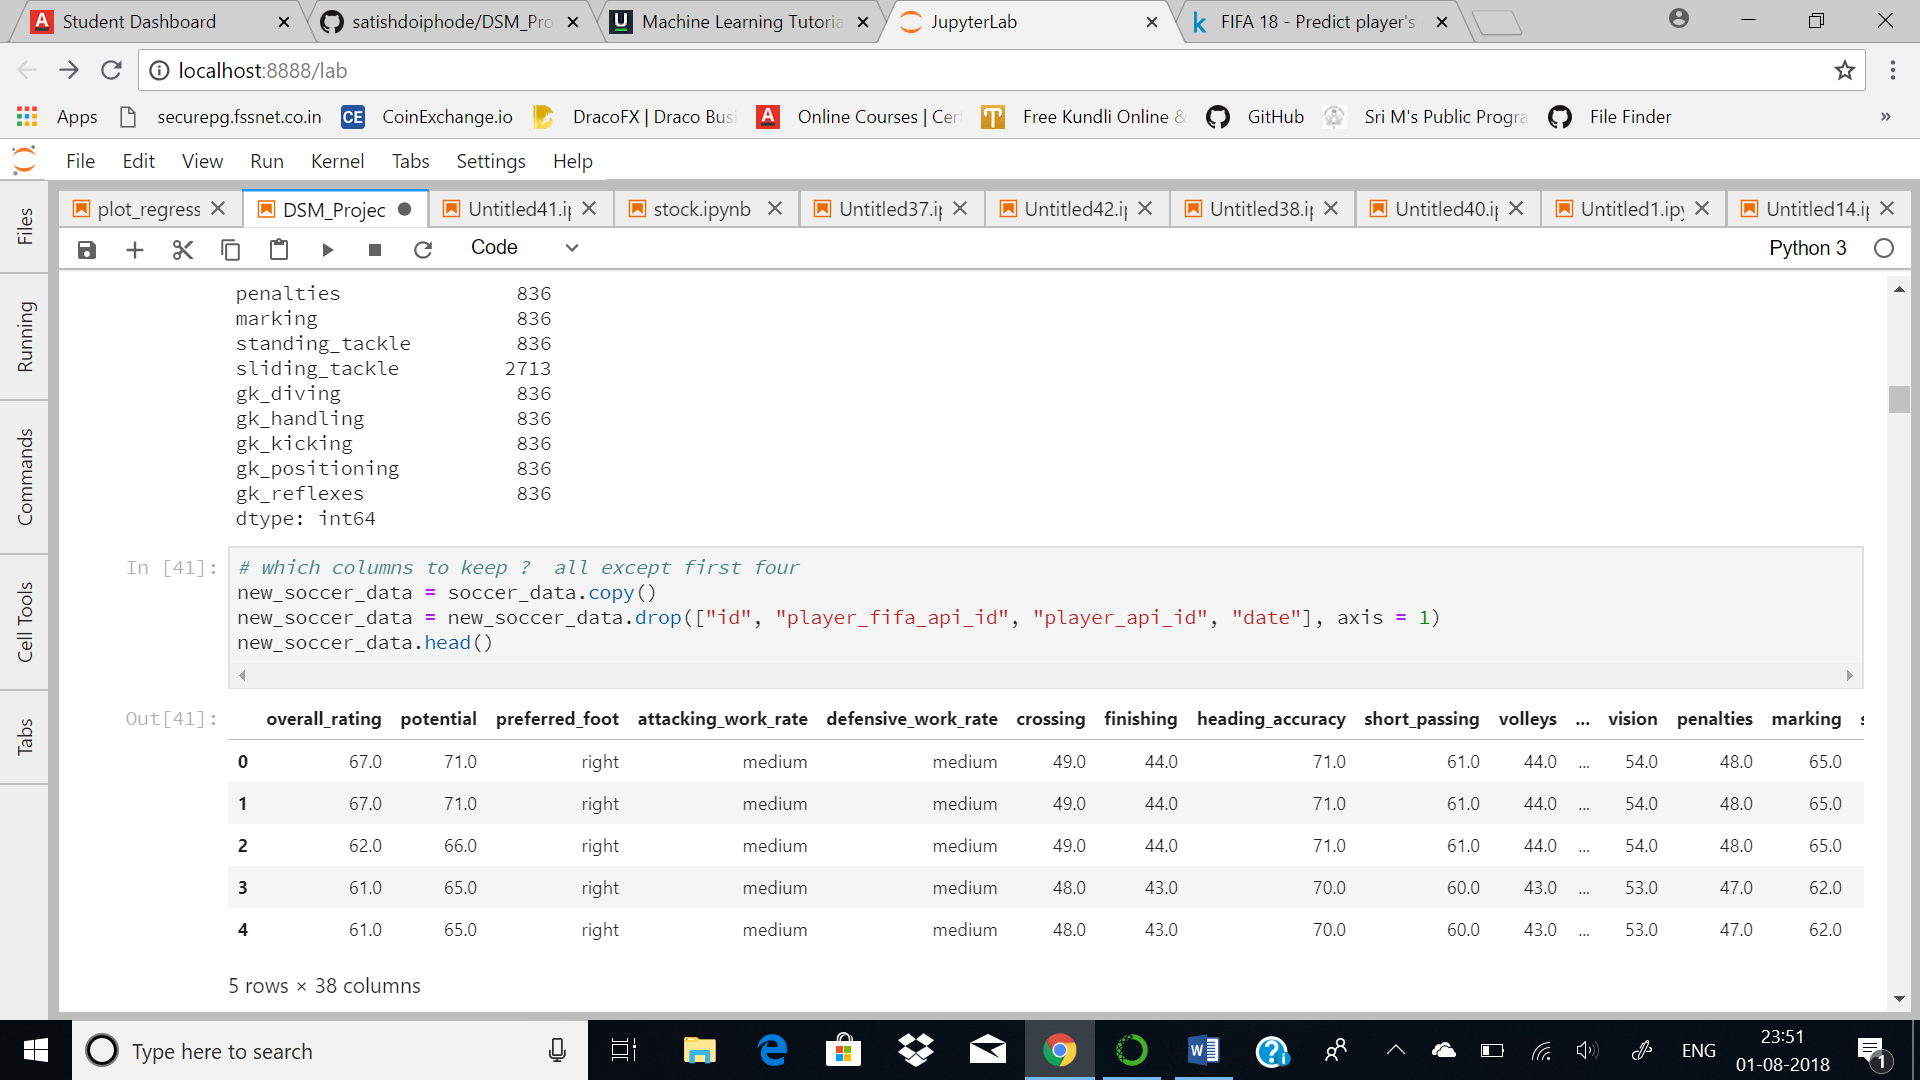 Student Dashboard
satishdoiphode/DSM_Pro
Machine Learning Tutoria
JupyterLab
FIFA 18 - Predict player's
localhost:8888/lab
Apps
securepg.fssnet.co.in
CE CoinExchange.io
DracoFX | Draco Busi
Online Courses | Cer
Free Kundli Online &
GitHub
Sri M's Public Progra
File Finder
»
File Edit View Run Kernel Tabs Settings Help
plot_regress
DSM_Projec
Untitled41.i
stock.ipynb
Untitled37.i
Untitled42.i
Untitled38.i
Untitled40.i
Untitled1.ip
Untitled14.i
Code
Python 3
Files
Running
Commands
Cell Tools
Tabs
penalties 836
marking 836
standing_tackle 836
sliding_tackle 2713
gk_diving 836
gk_handling 836
gk_kicking 836
gk_positioning 836
gk_reflexes 836
dtype: int64
In [41]:
# which columns to keep ?  all except first four
new_soccer_data = soccer_data.copy()
new_soccer_data = new_soccer_data.drop(["id", "player_fifa_api_id", "player_api_id", "date"], axis = 1)
new_soccer_data.head()
Out[41]:
overall_rating potential preferred_foot attacking_work_rate defensive_work_rate crossing finishing heading_accuracy short_passing volleys ... vision penalties marking
0 67.0 71.0 right medium medium 49.0 44.0 71.0 61.0 44.0 ... 54.0 48.0 65.0
1 67.0 71.0 right medium medium 49.0 44.0 71.0 61.0 44.0 ... 54.0 48.0 65.0
2 62.0 66.0 right medium medium 49.0 44.0 71.0 61.0 44.0 ... 54.0 48.0 65.0
3 61.0 65.0 right medium medium 48.0 43.0 70.0 60.0 43.0 ... 53.0 47.0 62.0
4 61.0 65.0 right medium medium 48.0 43.0 70.0 60.0 43.0 ... 53.0 47.0 62.0
5 rows × 38 columns
Type here to search
ENG
23:51
01-08-2018
1